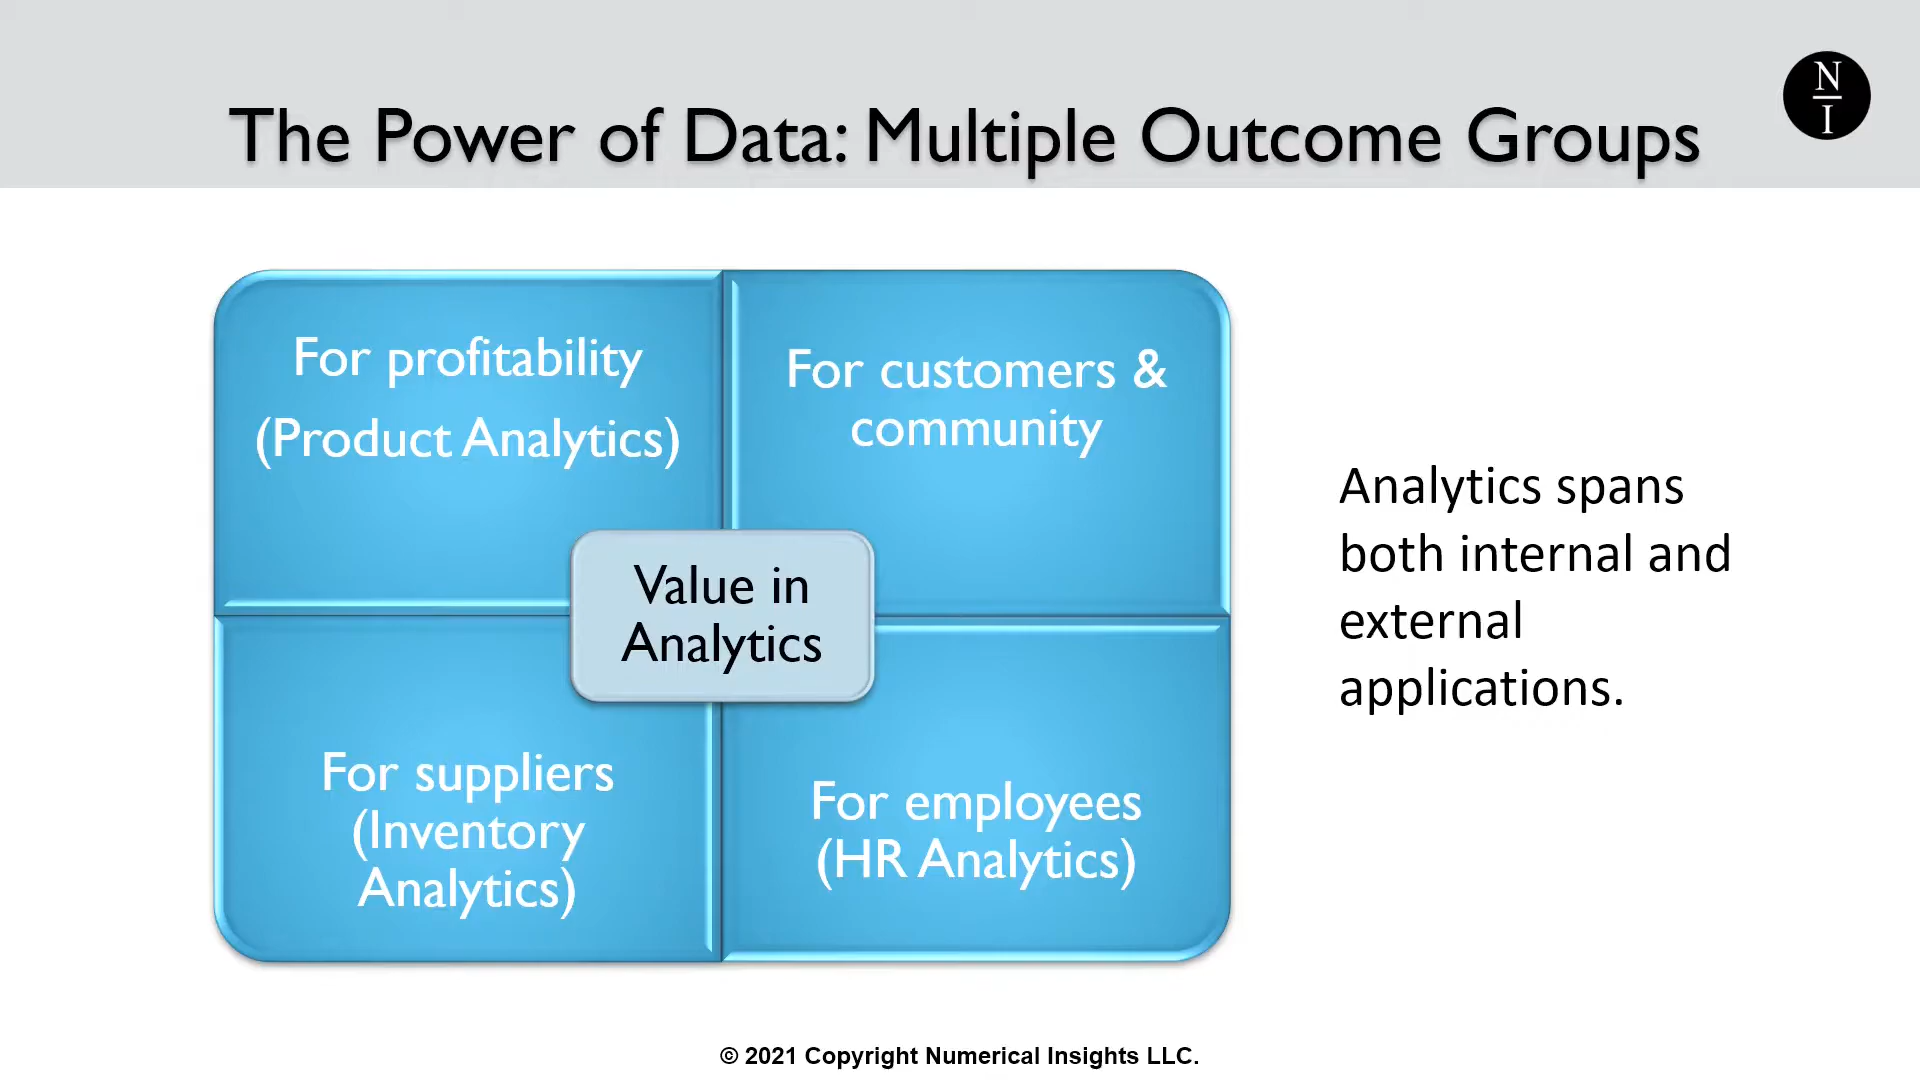 The Power of Data: Multiple Outcome Groups
N
I
For profitability
(Product Analytics)
For customers &
community
Value in
Analytics
For suppliers
(Inventory
Analytics)
For employees
(HR Analytics)
Analytics spans
both internal and
external
applications.
© 2021 Copyright Numerical Insights LLC.